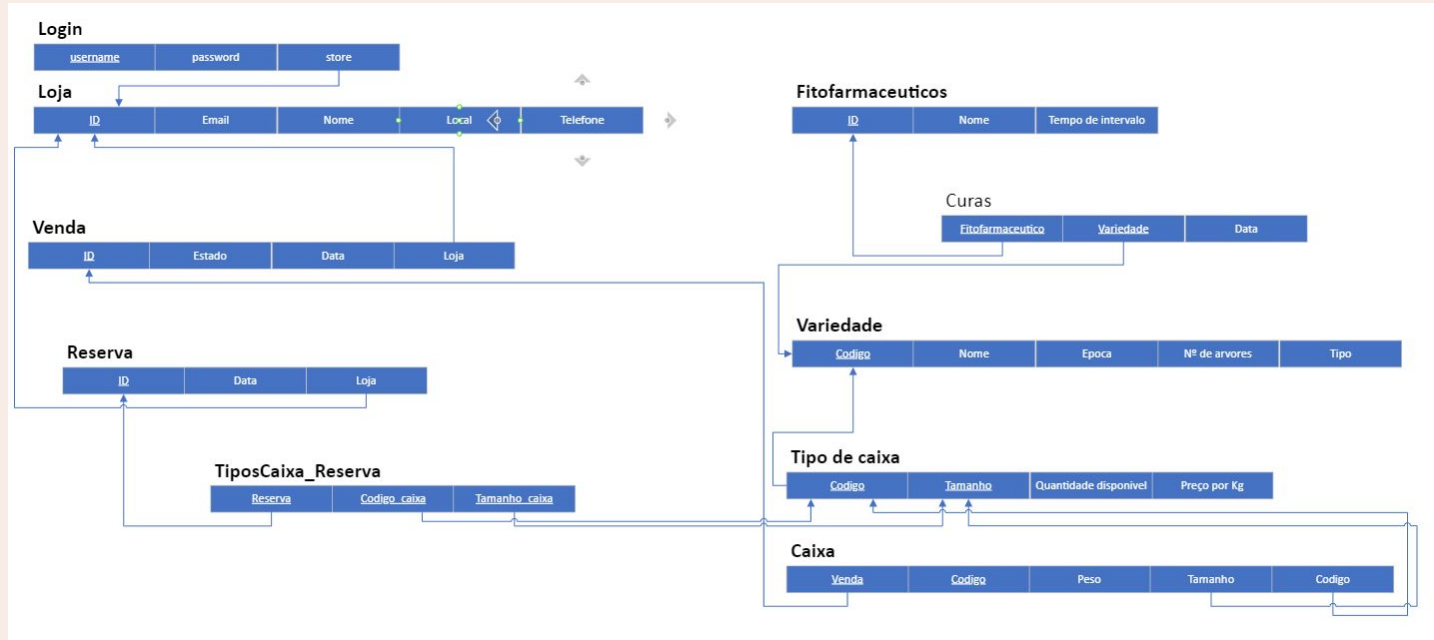 Login
username password store
Loja
ID Email Nome Local Telefone
Fitofarmaceuticos
ID Nome Tempo de intervalo
Curas
Fitofarmaceutico Variedade Data
Venda
ID Estado Data Loja
Variedade
Codigo Nome Epoca Nº de arvores Tipo
Reserva
ID Data Loja
Tipo de caixa
Codigo Tamanho Quantidade disponivel Preço por Kg
TiposCaixa_Reserva
Reserva Codigo_caixa Tamanho_caixa
Caixa
Venda Codigo Peso Tamanho Codigo